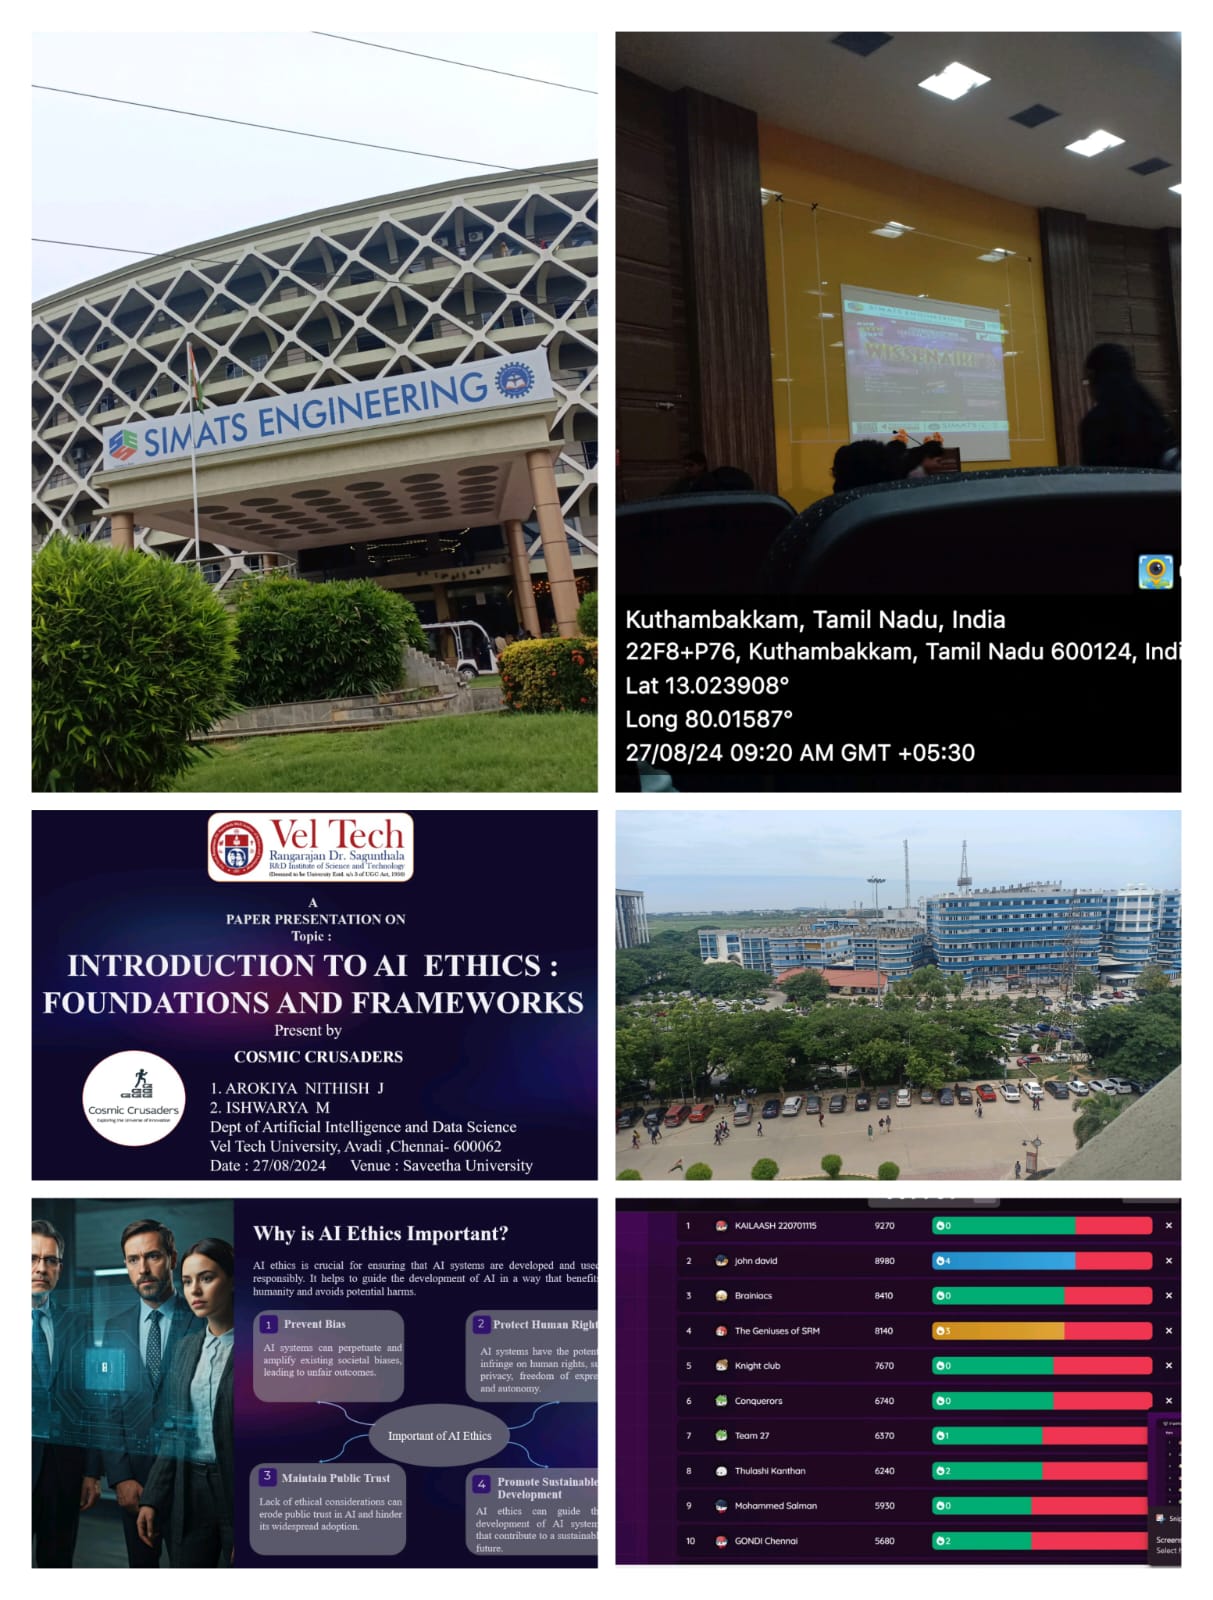 SIMATS ENGINEERING
SIMATS ENGINEERING
WISSENAIRE
SIMATS
Kuthambakkam, Tamil Nadu, India
22F8+P76, Kuthambakkam, Tamil Nadu 600124, Indi
Lat 13.023908°
Long 80.01587°
27/08/24 09:20 AM GMT +05:30
Vel Tech
Rangarajan Dr. Sagunthala
R&D Institute of Science and Technology
(Deemed to be University Estd. u/s 3 of UGC Act, 1956)
A
PAPER PRESENTATION ON
Topic :
INTRODUCTION TO AI ETHICS :
FOUNDATIONS AND FRAMEWORKS
Present by
COSMIC CRUSADERS
Cosmic Crusaders
Exploring the Universe of Innovation
1. AROKIYA NITHISH J
2. ISHWARYA M
Dept of Artificial Intelligence and Data Science
Vel Tech University, Avadi ,Chennai- 600062
Date : 27/08/2024 Venue : Saveetha University
Why is AI Ethics Important?
AI ethics is crucial for ensuring that AI systems are developed and used
responsibly. It helps to guide the development of AI in a way that benefits
humanity and avoids potential harms.
1 Prevent Bias
AI systems can perpetuate and
amplify existing societal biases,
leading to unfair outcomes.
2 Protect Human Right
AI systems have the poten
infringe on human rights, su
privacy, freedom of expre
and autonomy.
Important of AI Ethics
3 Maintain Public Trust
Lack of ethical considerations can
erode public trust in AI and hinder
its widespread adoption.
4 Promote Sustainable
Development
AI ethics can guide th
development of AI system
that contribute to a sustainabl
future.
1 KAILAASH 220701115 9270 0
2 john david 8980 4
3 Brainiacs 8410 0
4 The Geniuses of SRM 8140 3
5 Knight club 7670 0
6 Conquerors 6740 0
7 Team 27 6370 1
8 Thulashi Kanthan 6240 2
9 Mohammed Salman 5930 0
10 GONDI Chennai 5680 2
Snip
Screen
Select